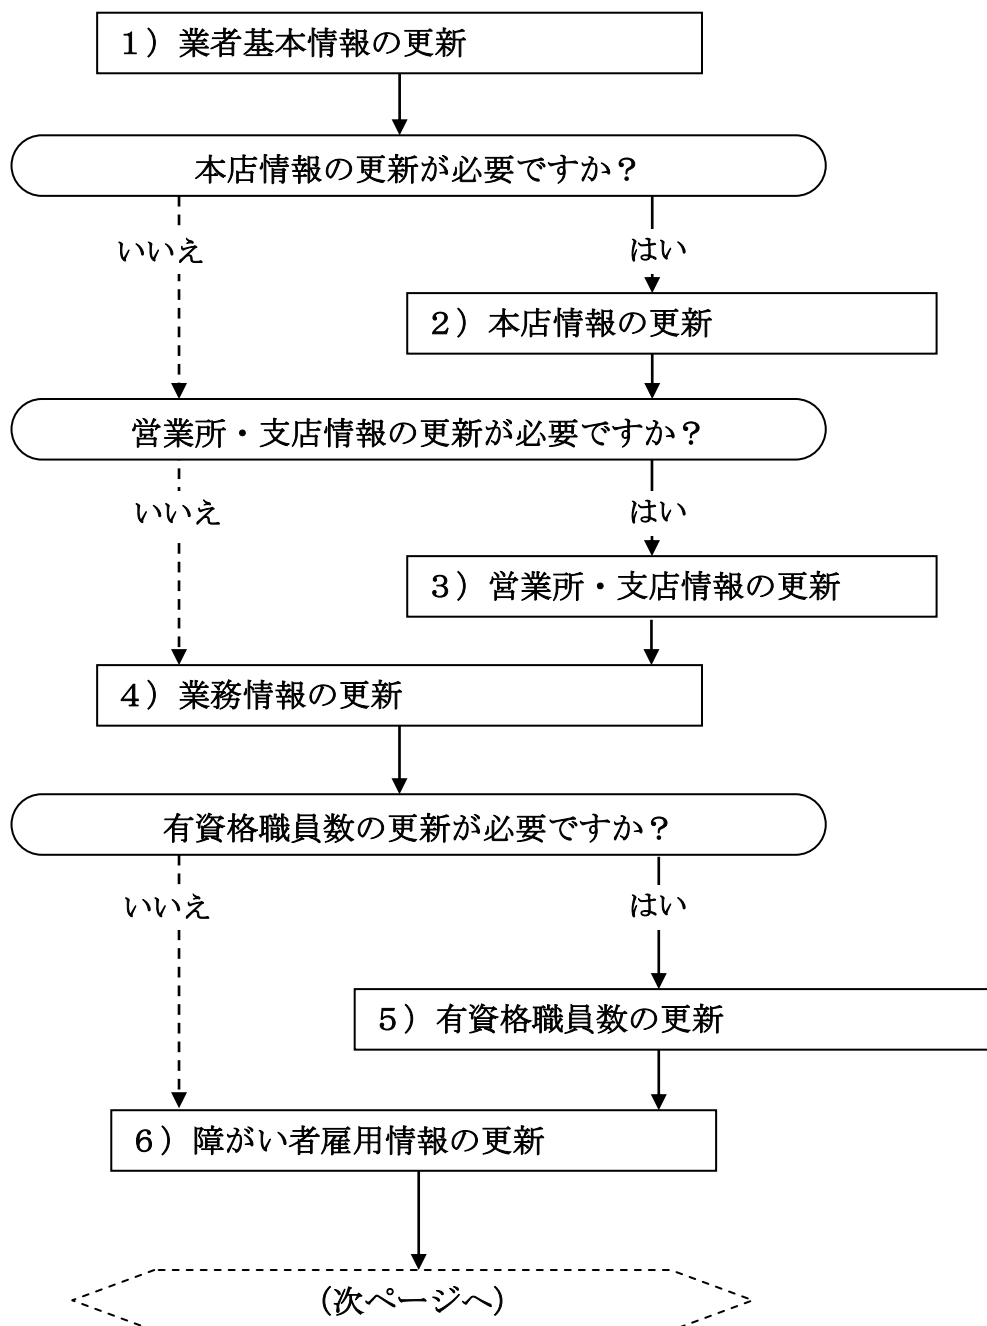 １）業者基本情報の更新
本店情報の更新が必要ですか？
いいえ
はい
２）本店情報の更新
営業所・支店情報の更新が必要ですか？
いいえ
はい
３）営業所・支店情報の更新
４）業務情報の更新
有資格職員数の更新が必要ですか？
いいえ
はい
５）有資格職員数の更新
６）障がい者雇用情報の更新
（次ページへ）